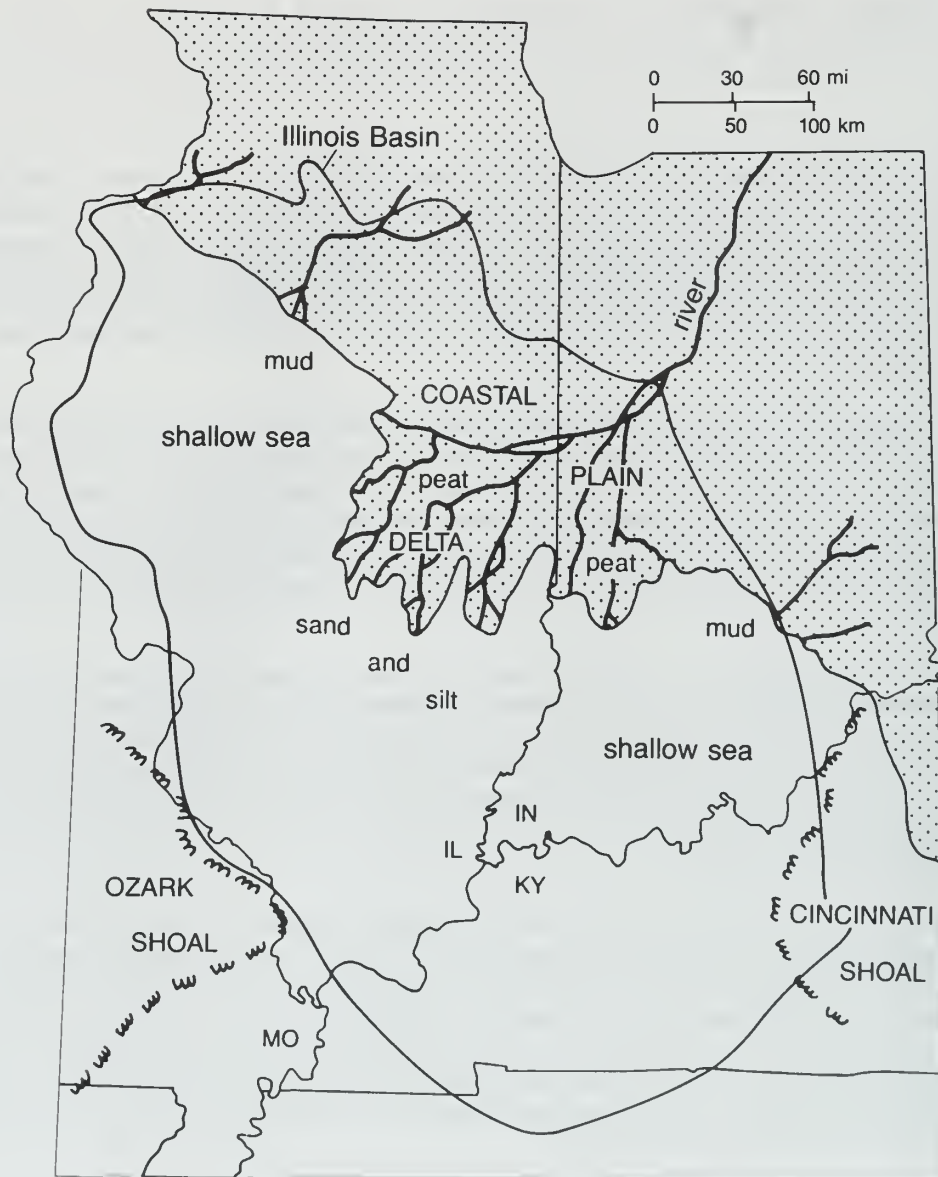 0 30 60 mi
0 50 100 km
Illinois Basin
river
mud
COASTAL
shallow sea
peat
PLAIN
DELTA
peat
sand
mud
and
silt
shallow sea
IN
IL
KY
OZARK
CINCINNATI
SHOAL
SHOAL
MO